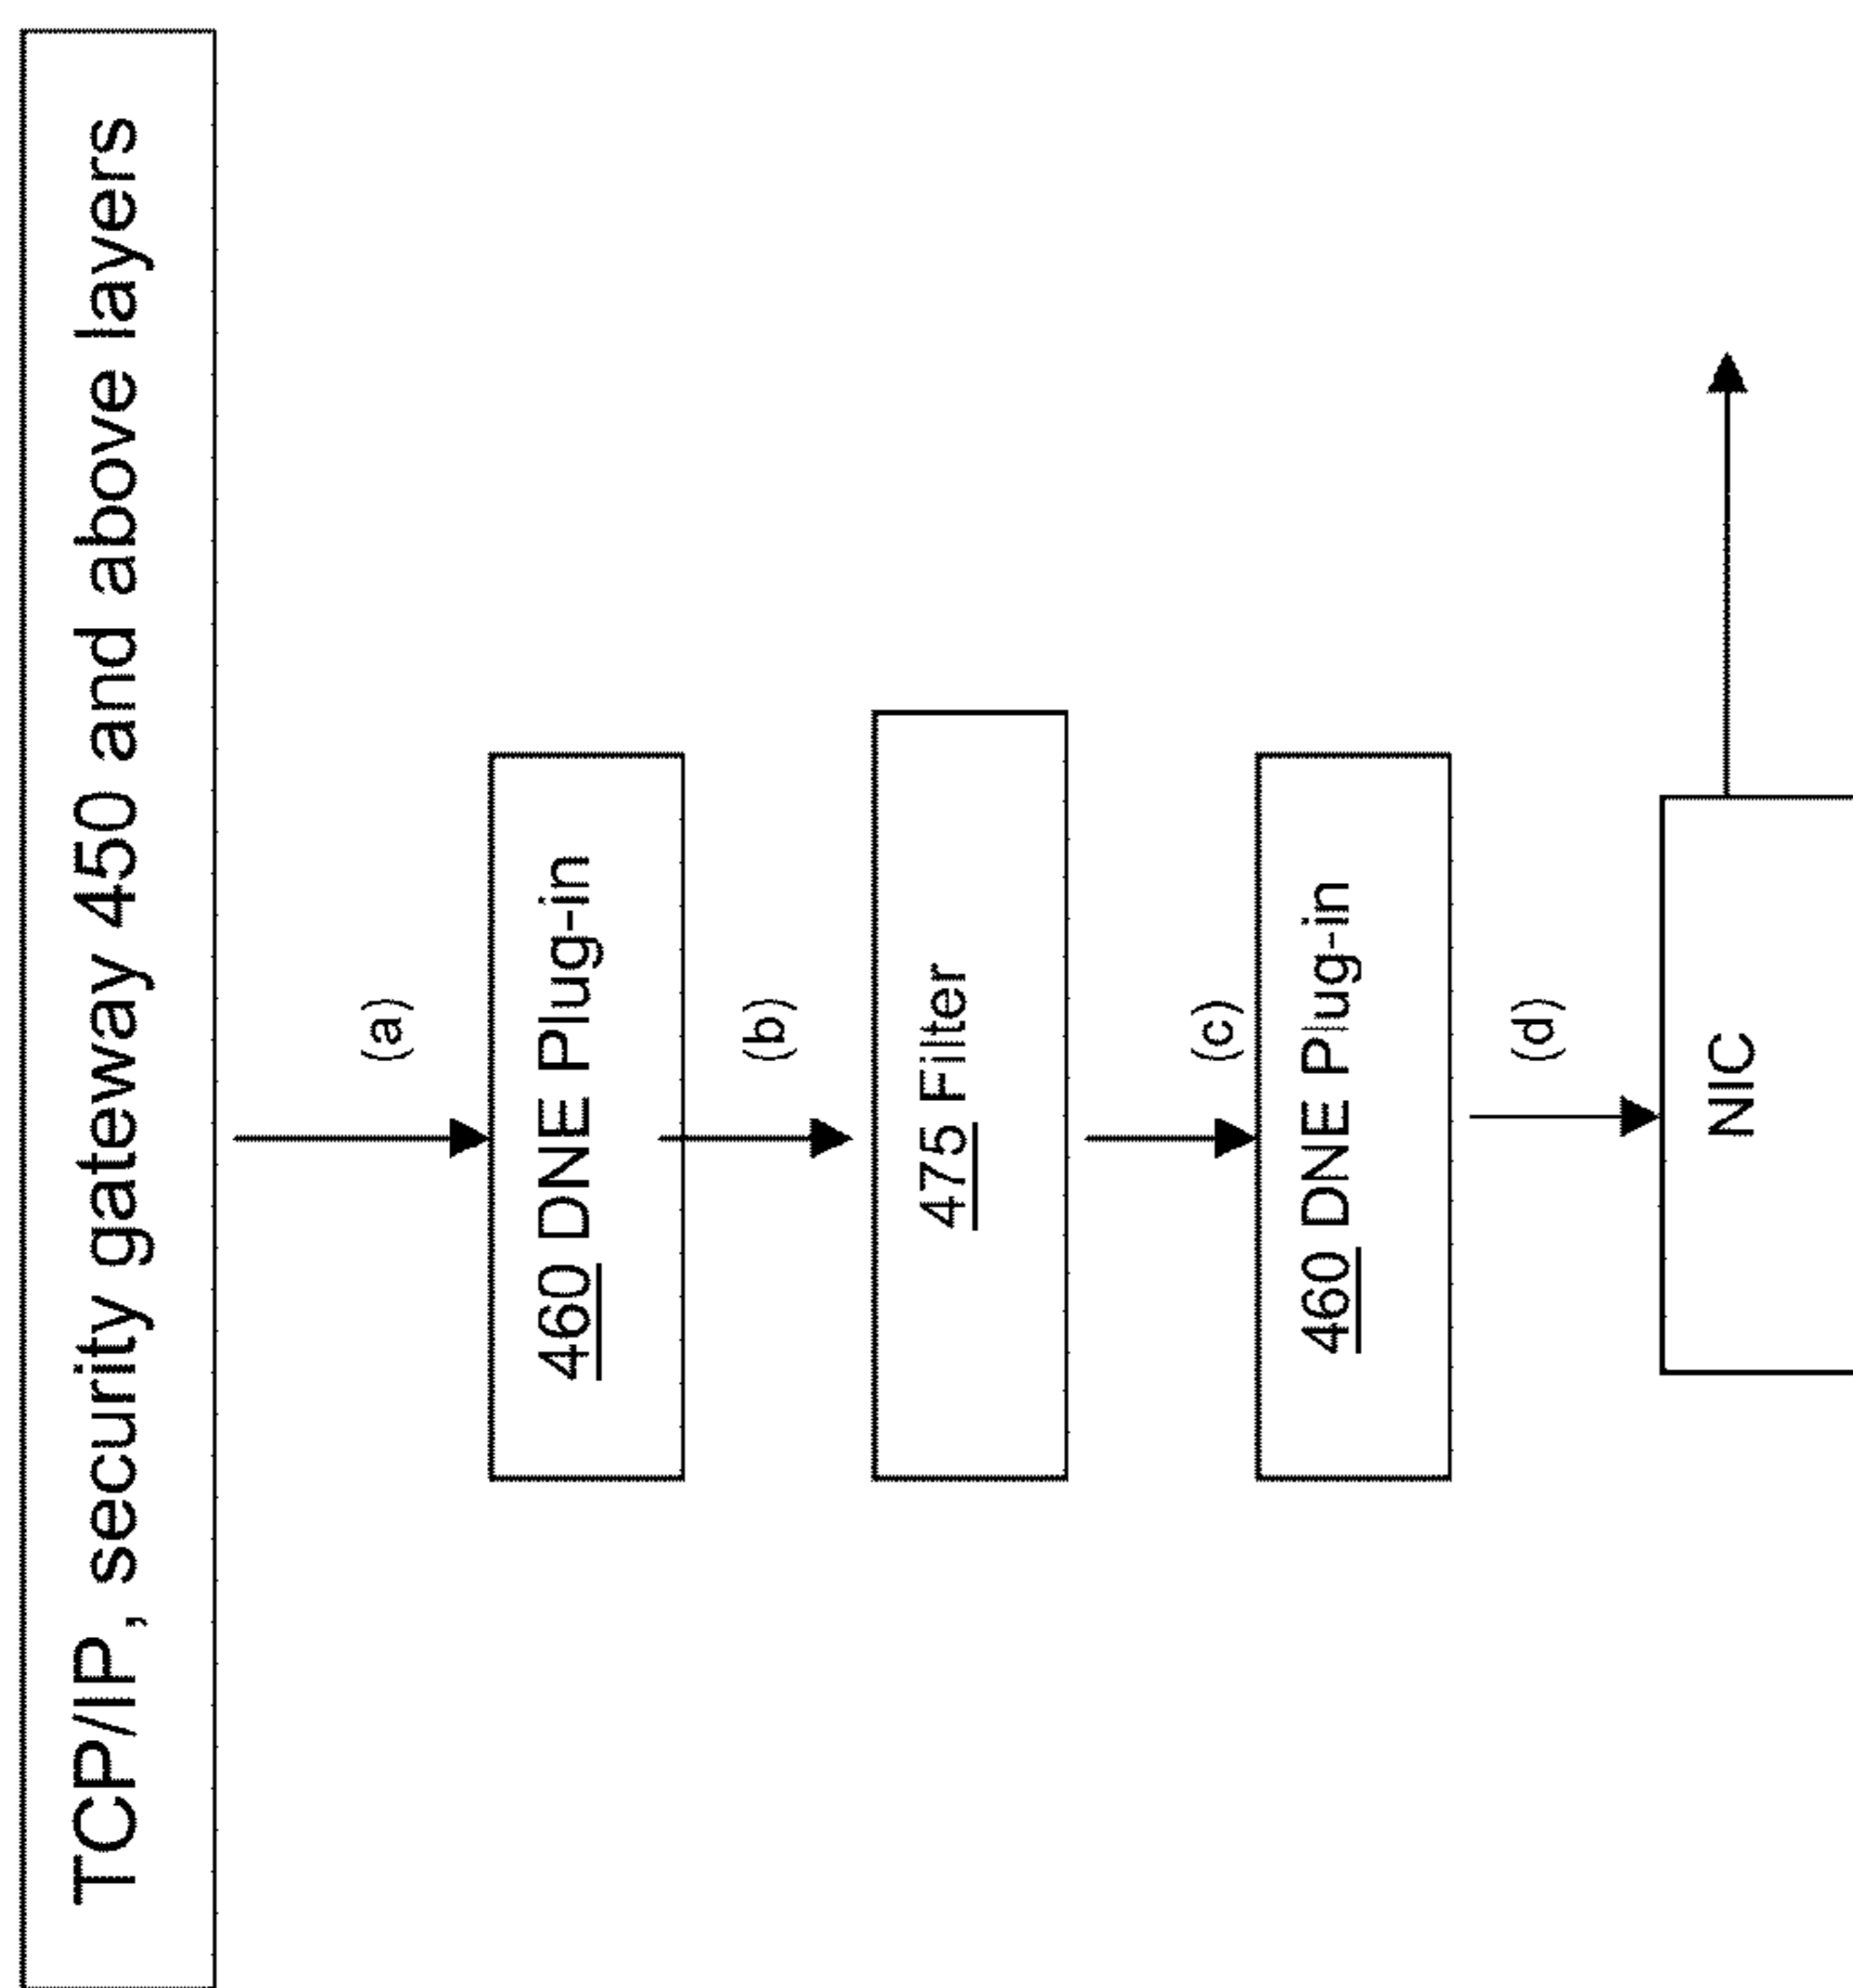 TCP/IP, security gateway 450 and above layers
(a)
460 DNE Plug-in
(b)
475 Filter
(c)
460 DNE Plug-in
(d)
NIC